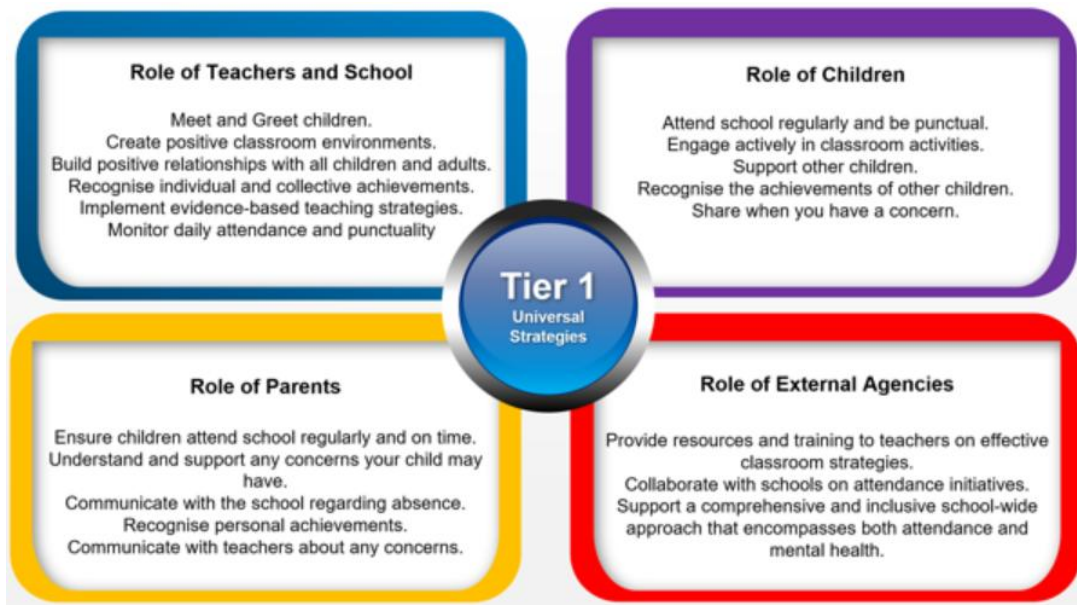 Role of Teachers and School
Meet and Greet children.
Create positive classroom environments.
Build positive relationships with all children and adults.
Recognise individual and collective achievements.
Implement evidence-based teaching strategies.
Monitor daily attendance and punctuality
Role of Children
Attend school regularly and be punctual.
Engage actively in classroom activities.
Support other children.
Recognise the achievements of other children.
Share when you have a concern.
Tier 1
Universal
Strategies
Role of Parents
Ensure children attend school regularly and on time.
Understand and support any concerns your child may
have.
Communicate with the school regarding absence.
Recognise personal achievements.
Communicate with teachers about any concerns.
Role of External Agencies
Provide resources and training to teachers on effective
classroom strategies.
Collaborate with schools on attendance initiatives.
Support a comprehensive and inclusive school-wide
approach that encompasses both attendance and
mental health.